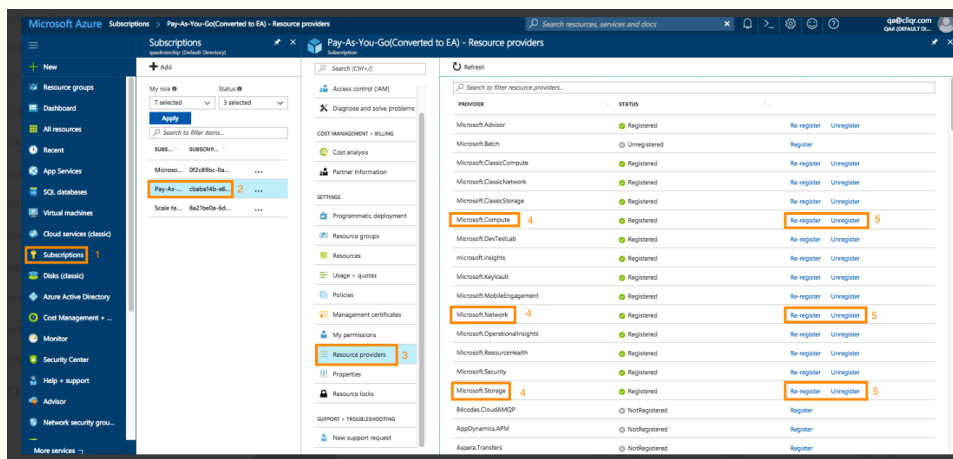 Microsoft Azure Subscriptions > Pay-As-You-Go(Converted to EA) - Resource providers
Search resources, services and docs
qa@cliqr.com
QAA (DEFAULT DI...
New
Resource groups
Dashboard
All resources
Recent
App Services
SQL databases
Virtual machines
Cloud services (classic)
Subscriptions 1
Disks (classic)
Azure Active Directory
Cost Management + ...
Monitor
Security Center
Help + support
Advisor
Network security grou...
More services
Subscriptions
qaadmincliqr (Default Directory)
Add
My role Status
7 selected 3 selected
Apply
Search to filter items...
SUBS... SUBSCRIP...
Microso... 0f2c89bc-0a... ...
Pay-As-... cbaba14b-e6... 2 ...
Scale te... 8a21be0a-6d... ...
Pay-As-You-Go(Converted to EA) - Resource providers
Subscription
Search (Ctrl+/)
Access control (IAM)
Diagnose and solve problems
COST MANAGEMENT + BILLING
Cost analysis
Partner information
SETTINGS
Programmatic deployment
Resource groups
Resources
Usage + quotas
Policies
Management certificates
My permissions
Resource providers 3
Properties
Resource locks
SUPPORT + TROUBLESHOOTING
New support request
Refresh
Search to filter resource providers...
PROVIDER STATUS
Microsoft.Advisor Registered Re-register Unregister
Microsoft.Batch Unregistered Register
Microsoft.ClassicCompute Registered Re-register Unregister
Microsoft.ClassicNetwork Registered Re-register Unregister
Microsoft.ClassicStorage Registered Re-register Unregister
Microsoft.Compute 4 Registered Re-register Unregister 5
Microsoft.DevTestLab Registered Re-register Unregister
microsoft.insights Registered Re-register Unregister
Microsoft.KeyVault Registered Re-register Unregister
Microsoft.MobileEngagement Registered Re-register Unregister
Microsoft.Network 4 Registered Re-register Unregister 5
Microsoft.OperationalInsights Registered Re-register Unregister
Microsoft.ResourceHealth Registered Re-register Unregister
Microsoft.Security Registered Re-register Unregister
Microsoft.Storage 4 Registered Re-register Unregister 5
84codes.CloudAMQP NotRegistered Register
AppDynamics.APM NotRegistered Register
Aspera.Transfers NotRegistered Register